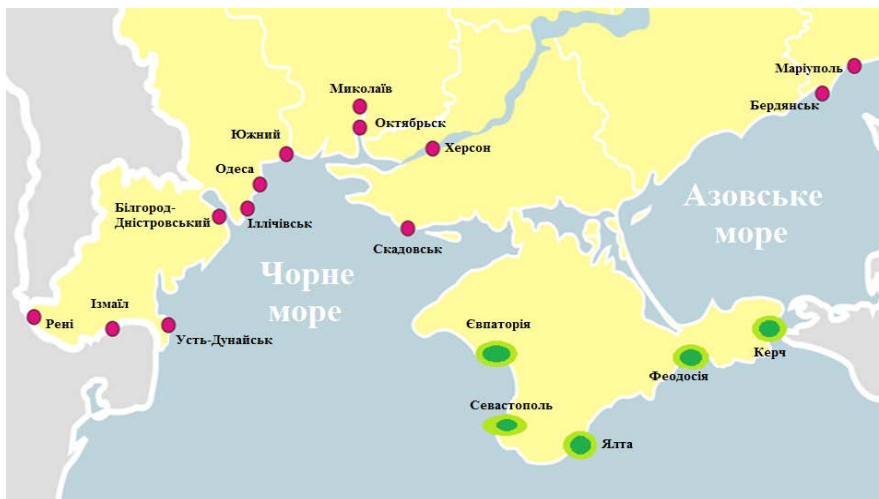 Маріуполь
Бердянськ
Миколаїв
Октябрьск
Южний
Херсон
Одеса
Білгород-
Дністровський
Іллічівськ
Азовське
море
Скадовськ
Чорне
море
Ізмаїл
Рені
Усть-Дунайськ
Євпаторія
Керч
Феодосія
Севастополь
Ялта